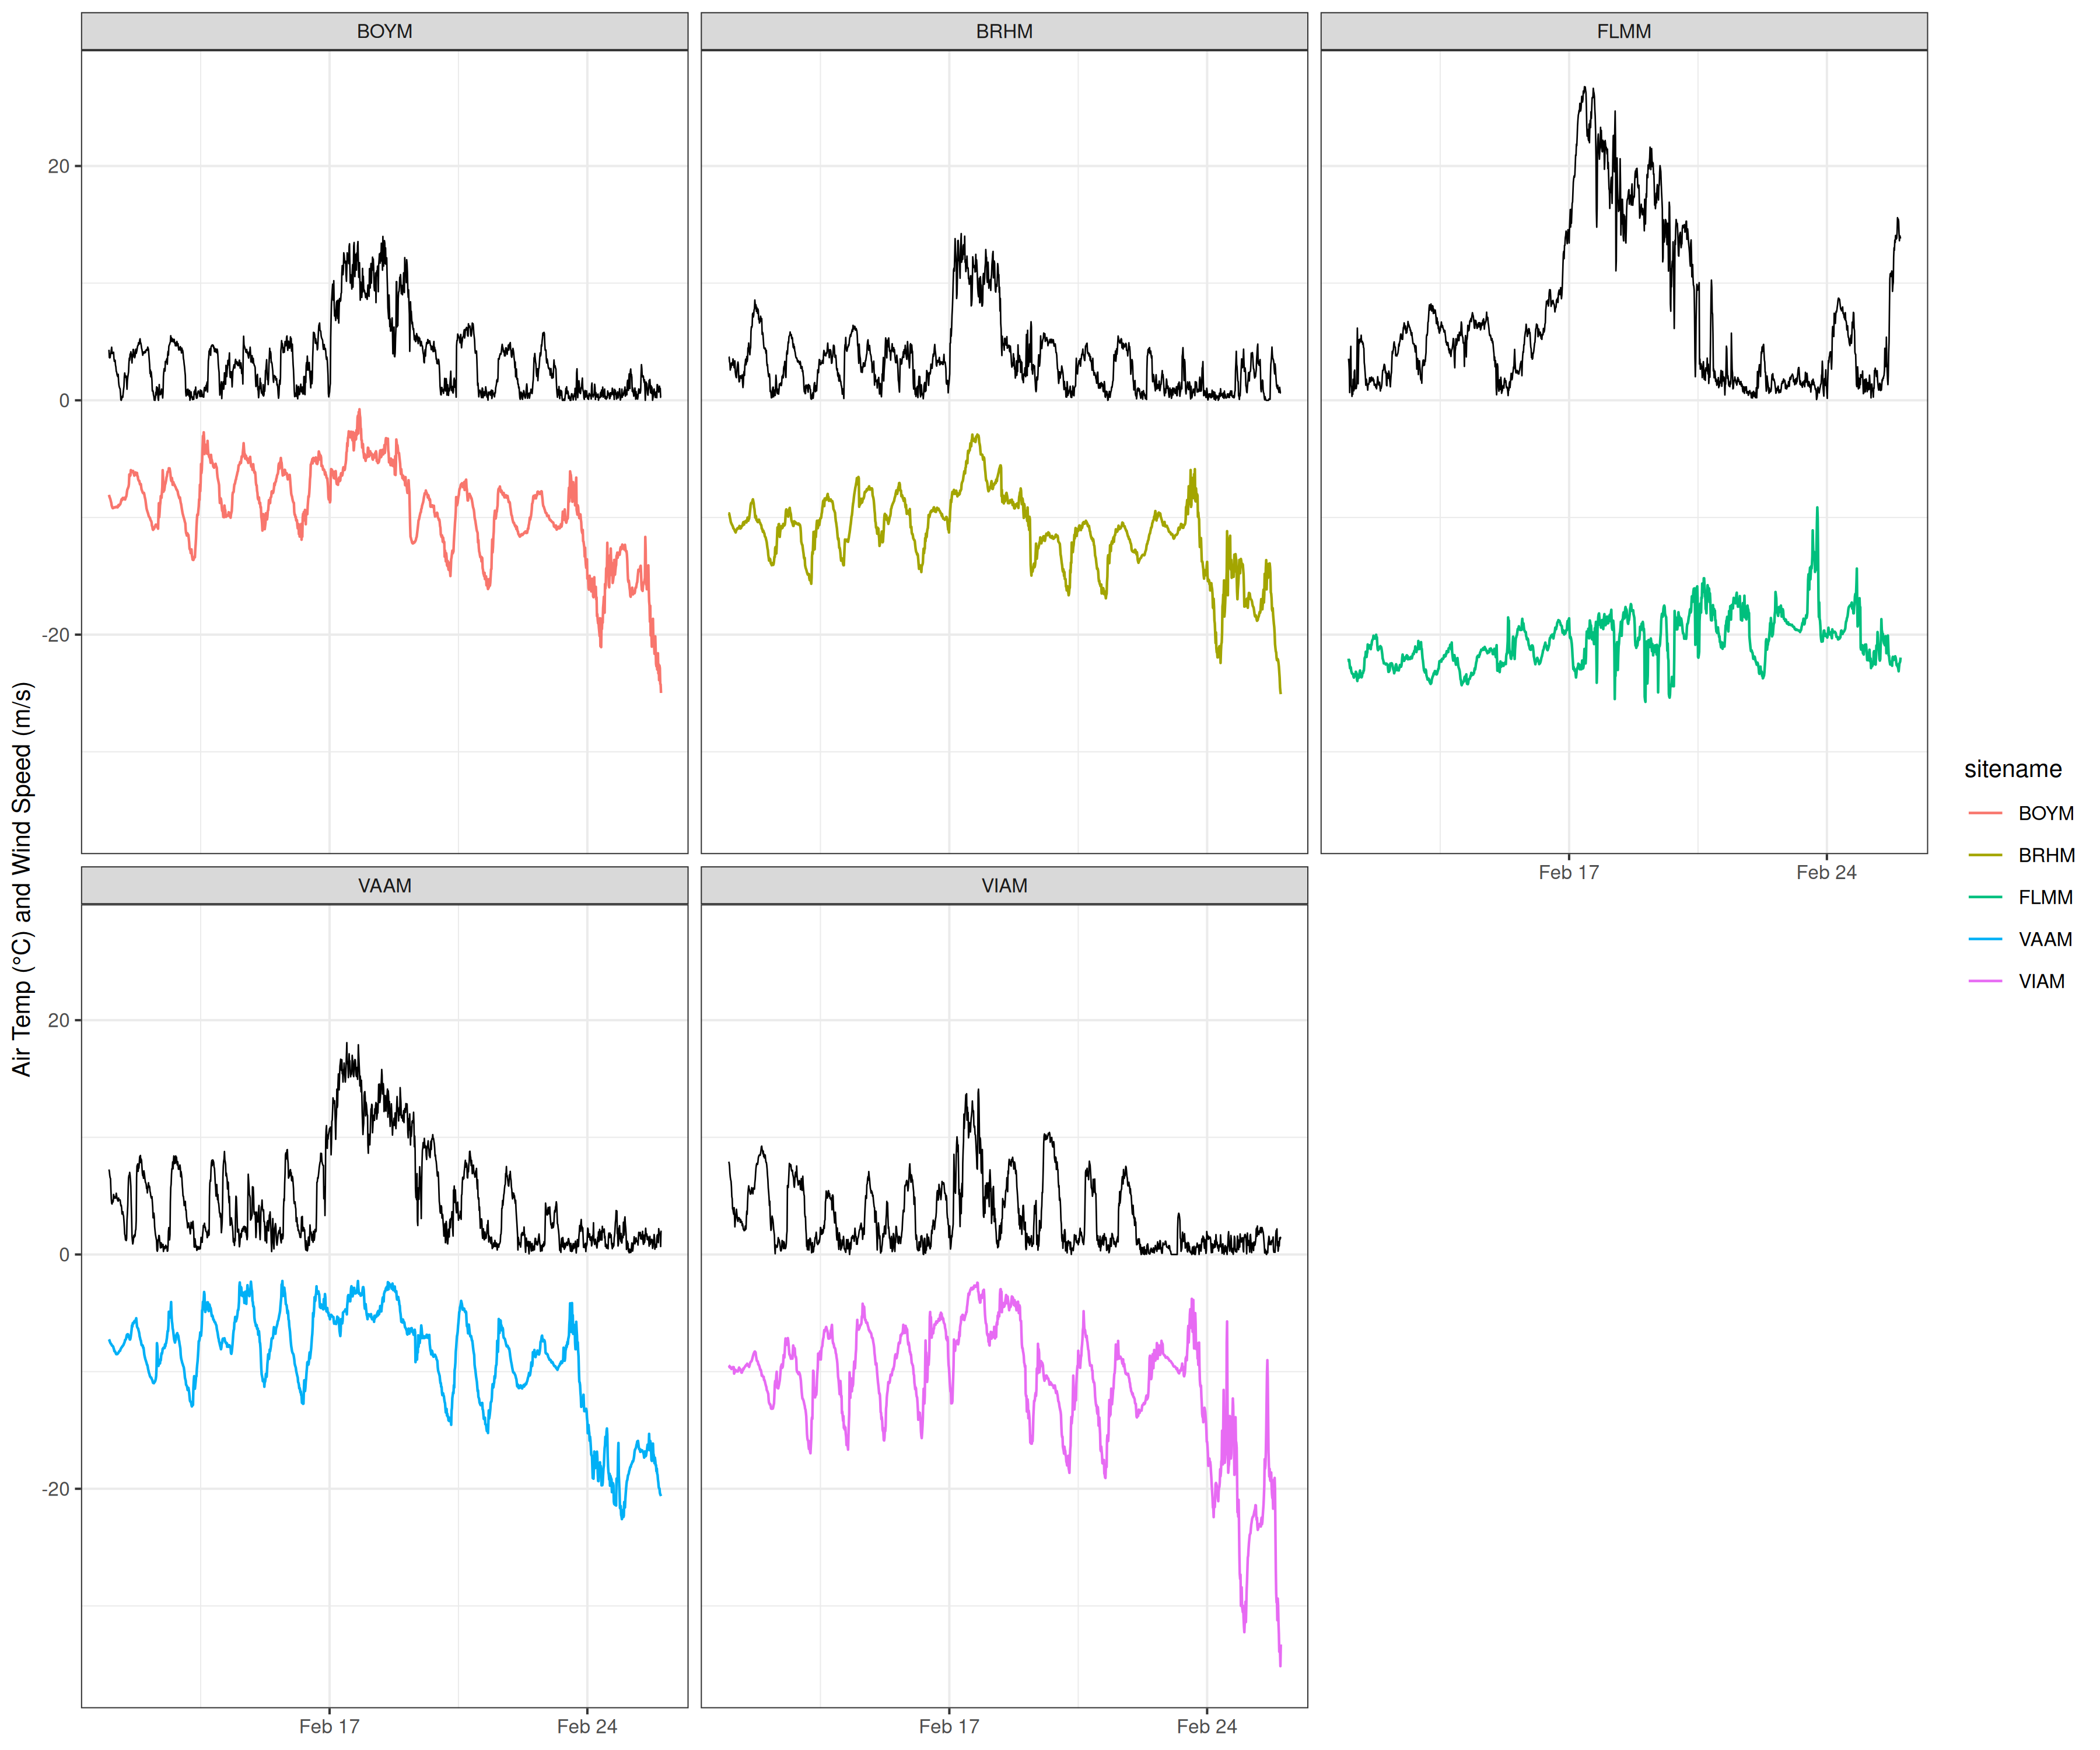 BOYM
BRHM
FLMM
20
0
-20
Feb 17
Feb 24
VAAM
VIAM
20
0
-20
Feb 17
Feb 24
Feb 17
Feb 24
Air Temp (°C) and Wind Speed (m/s)
sitename
BOYM
BRHM
FLMM
VAAM
VIAM